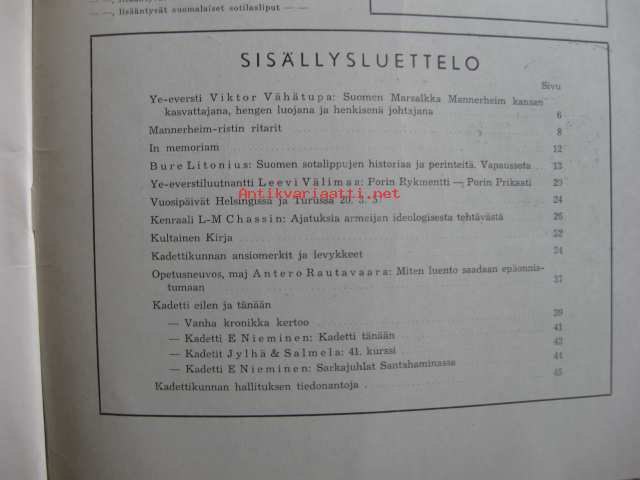 — —, lisääntyvät suomalaiset sotilasliput — —
SISÄLLYSLUETTELO
Sivu
Ye-eversti Viktor Vähätupa: Suomen Marsalkka Mannerheim kansan
kasvattajana, hengen luojana ja henkisenä johtajana 6
Mannerheim-ristin ritarit 8
In memoriam 12
Bure Litonius: Suomen sotalippujen historiaa ja perinteitä. Vapaussota 13
Ye-everstiluutnantti Leevi Välimaa: Porin Rykmentti — Porin Prikaati 20
Antikvariaatti.net
Vuosipäivät Helsingissä ja Turussa 20. 3. 24
Kenraali L-M Chassin: Ajatuksia armeijan ideologisesta tehtävästä 26
Kultainen Kirja 32
Kadettikunnan ansiomerkit ja levykkeet 34
Opetusneuvos, maj Antero Rautavaara: Miten luento saadaan epäonnis-
tumaan 37
Kadetti eilen ja tänään
— Vanha kronikka kertoo 39
— Kadetti E Nieminen: Kadetti tänään 41
— Kadetit Jylhä & Salmela: 41. kurssi 43
— Kadetti E Nieminen: Sarkajuhlat Santahaminassa 44
Kadettikunnan hallituksen tiedonantoja 45